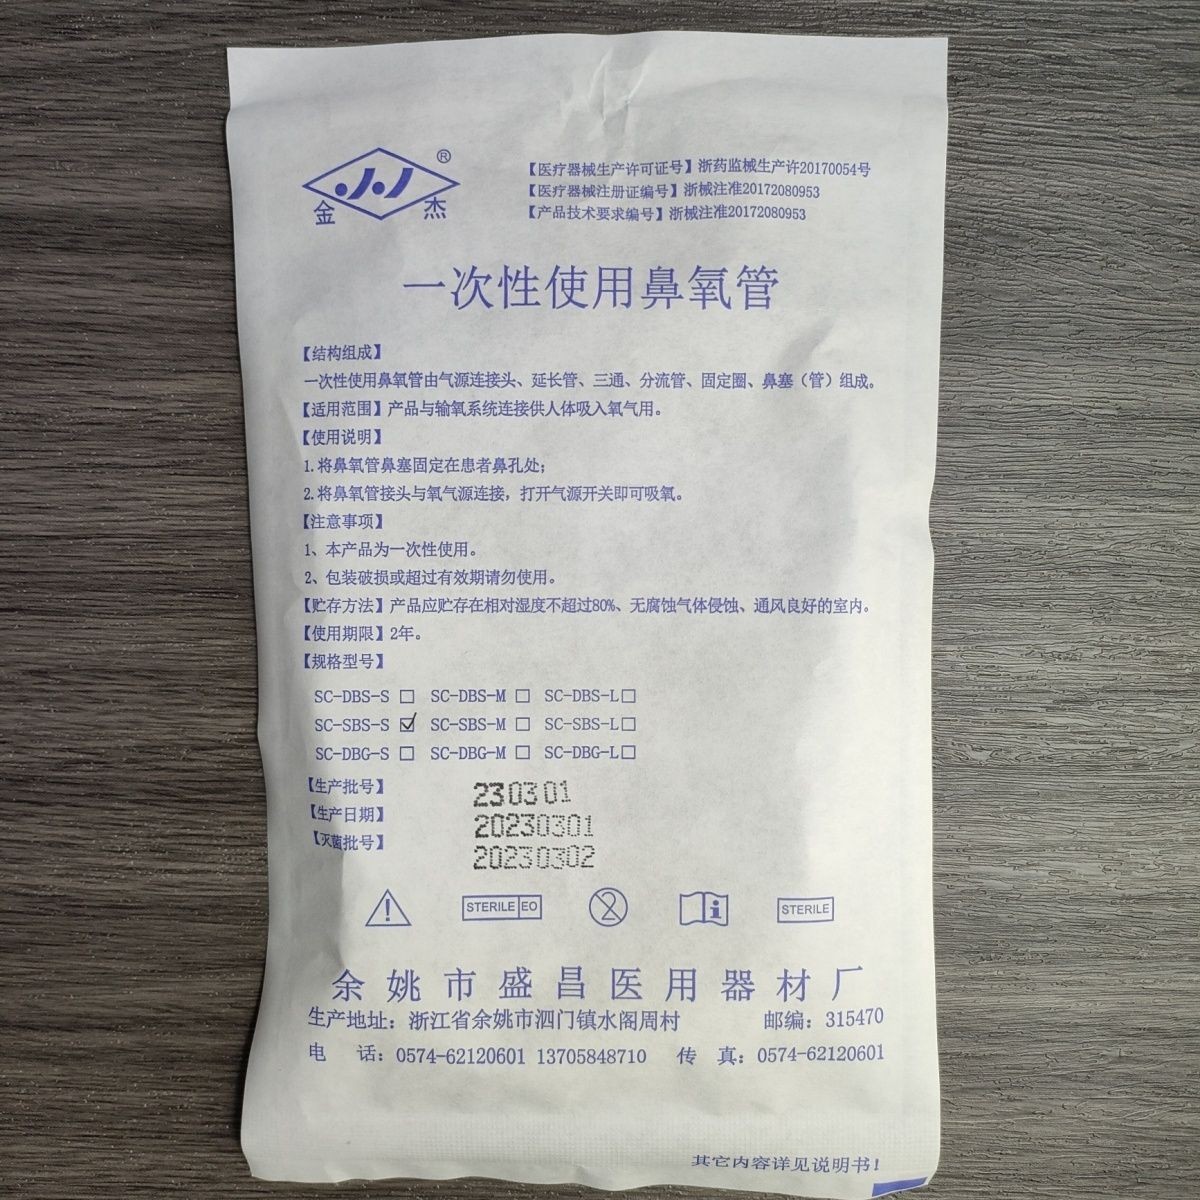 金 杰 ®
【医疗器械生产许可证号】浙药监械生产许20170054号
【医疗器械注册证编号】浙械注准20172080953
【产品技术要求编号】浙械注准20172080953
一次性使用鼻氧管
【结构组成】
一次性使用鼻氧管由气源连接头、延长管、三通、分流管、固定圈、鼻塞（管）组成。
【适用范围】产品与输氧系统连接供人体吸入氧气用。
【使用说明】
1.将鼻氧管鼻塞固定在患者鼻孔处；
2.将鼻氧管接头与氧气源连接，打开气源开关即可吸氧。
【注意事项】
1、本产品为一次性使用。
2、包装破损或超过有效期请勿使用。
【贮存方法】产品应贮存在相对湿度不超过80%、无腐蚀气体侵蚀、通风良好的室内。
【使用期限】2年。
【规格型号】
SC-DBS-S □ SC-DBS-M □ SC-DBS-L□
SC-SBS-S ☑ SC-SBS-M □ SC-SBS-L□
SC-DBG-S □ SC-DBG-M □ SC-DBG-L□
【生产批号】 230301
【生产日期】 20230301
【灭菌批号】 20230302
STERILE EO 2 i STERILE
余姚市盛昌医用器材厂
生产地址：浙江省余姚市泗门镇水阁周村 邮编：315470
电 话：0574-62120601 13705848710 传 真：0574-62120601
其它内容详见说明书！